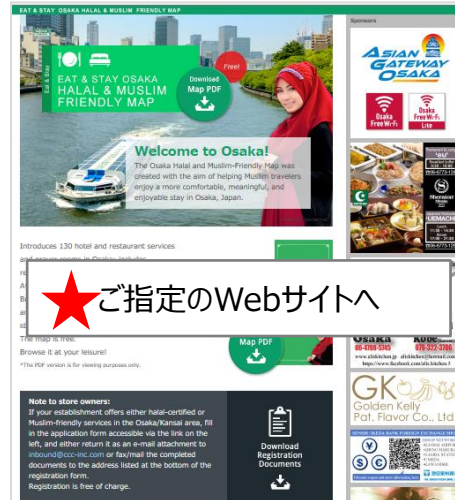 EAT & STAY OSAKA HALAL & MUSLIM FRIENDLY MAP
Sponsors
Eat & Stay
EAT & STAY OSAKA
HALAL & MUSLIM
FRIENDLY MAP
Free!
Download
Map PDF
ASIAN
GATEWAY
OSAKA
Osaka
Free Wi-Fi
Osaka
Free Wi-Fi
Lite
Welcome to Osaka!
The Osaka Halal and Muslim-Friendly Map was
created with the aim of helping Muslim travelers
enjoy a more comfortable, meaningful, and
enjoyable stay in Osaka, Japan.
Sheraton
Introduces 130 hotel and restaurant services
ご指定のWebサイトへ
The map is free.
Browse it at your leisure!
*The PDF version is for viewing purposes only.
Map PDF
OSAKA
KOBE
06-4708-5745
078-322-3786
GK
Golden Kelly
Pat. Flavor Co., Ltd
Note to store owners:
If your establishment offers either halal-certified or
Muslim-friendly services in the Osaka/Kansai area, fill
in the application form accessible via the link on the
left, and either return it as an e-mail attachment to
inbound@ccc-inc.com or fax/mail the completed
documents to the address listed at the bottom of the
registration form.
Registration is free of charge.
Download
Registration
Documents